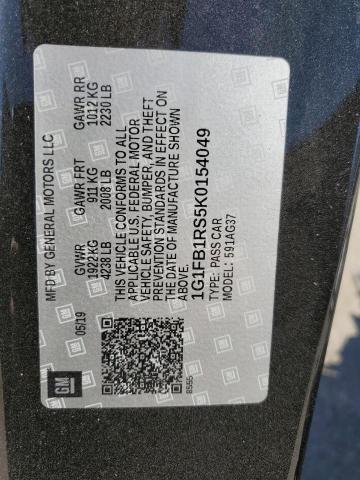 MFD BY GENERAL MOTORS LLC
05/19
GM
GVWR
1922KG
4238 LB
GAWR FRT
911 KG
2008 LB
GAWR RR
1012 KG
2230 LB
THIS VEHICLE CONFORMS TO ALL
APPLICABLE U.S. FEDERAL MOTOR
VEHICLE SAFETY, BUMPER, AND THEFT
PREVENTION STANDARDS IN EFFECT ON
THE DATE OF MANUFACTURE SHOWN
ABOVE.
1G1FB1RS5K0154049
TYPE: PASS CAR
MODEL: 591AG37
8555